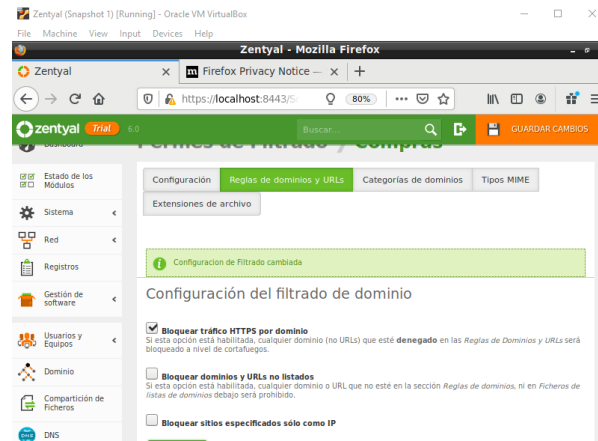 Zentyal (Snapshot 1) [Running] - Oracle VM VirtualBox
File Machine View Input Devices Help
Zentyal - Mozilla Firefox
Zentyal
Firefox Privacy Notice —
https://localhost:8443/S
80%
zentyal Trial 6.0
Buscar...
GUARDAR CAMBIOS
Dashboard
Perfiles de Filtrado Compras
Estado de los
Módulos
Sistema
Red
Registros
Gestión de
software
Usuarios y
Equipos
Dominio
Compartición de
Ficheros
DNS
Configuración Reglas de dominios y URLs Categorías de dominios Tipos MIME
Extensiones de archivo
Configuracion de Filtrado cambiada
Configuración del filtrado de dominio
Bloquear tráfico HTTPS por dominio
Si esta opción está habilitada, cualquier dominio (no URLs) que esté denegado en las Reglas de Dominios y URLs será
bloqueado a nivel de cortafuegos.
Bloquear dominios y URLs no listados
Si esta opción está habilitada, cualquier dominio o URL que no esté en la sección Reglas de dominios, ni en Ficheros de
listas de dominios debajo será prohibido.
Bloquear sitios especificados sólo como IP